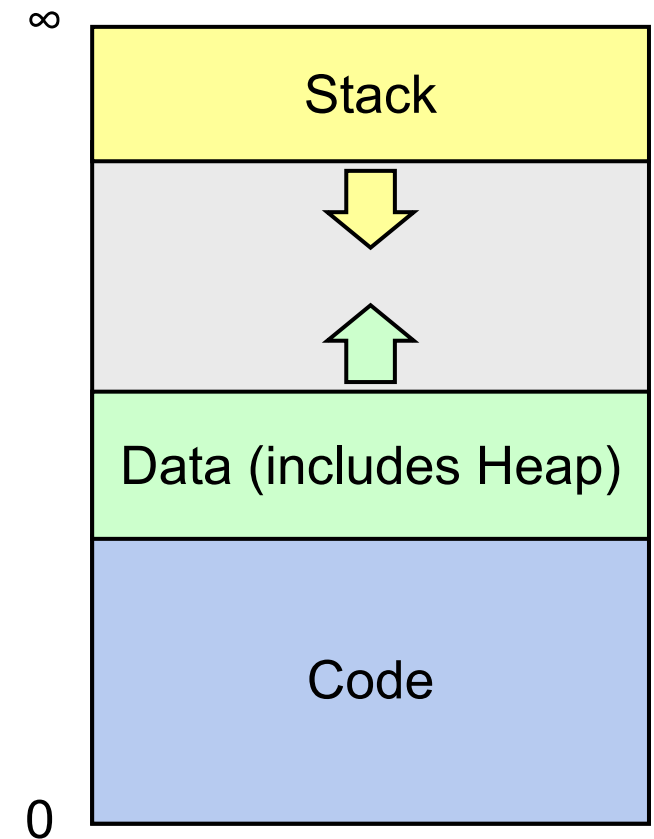 ∞
Stack
Data (includes Heap)
Code
0